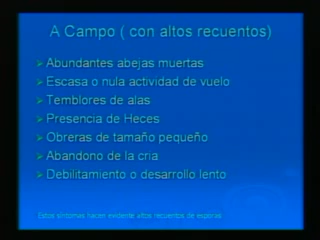 A Campo ( con altos recuentos)
Abundantes abejas muertas
Escasa o nula actividad de vuelo
Temblores de alas
Presencia de Heces
Obreras de tamaño pequeño
Abandono de la cria
Debilitamiento o desarrollo lento
Estos síntomas hacen evidente altos recuentos de esporas